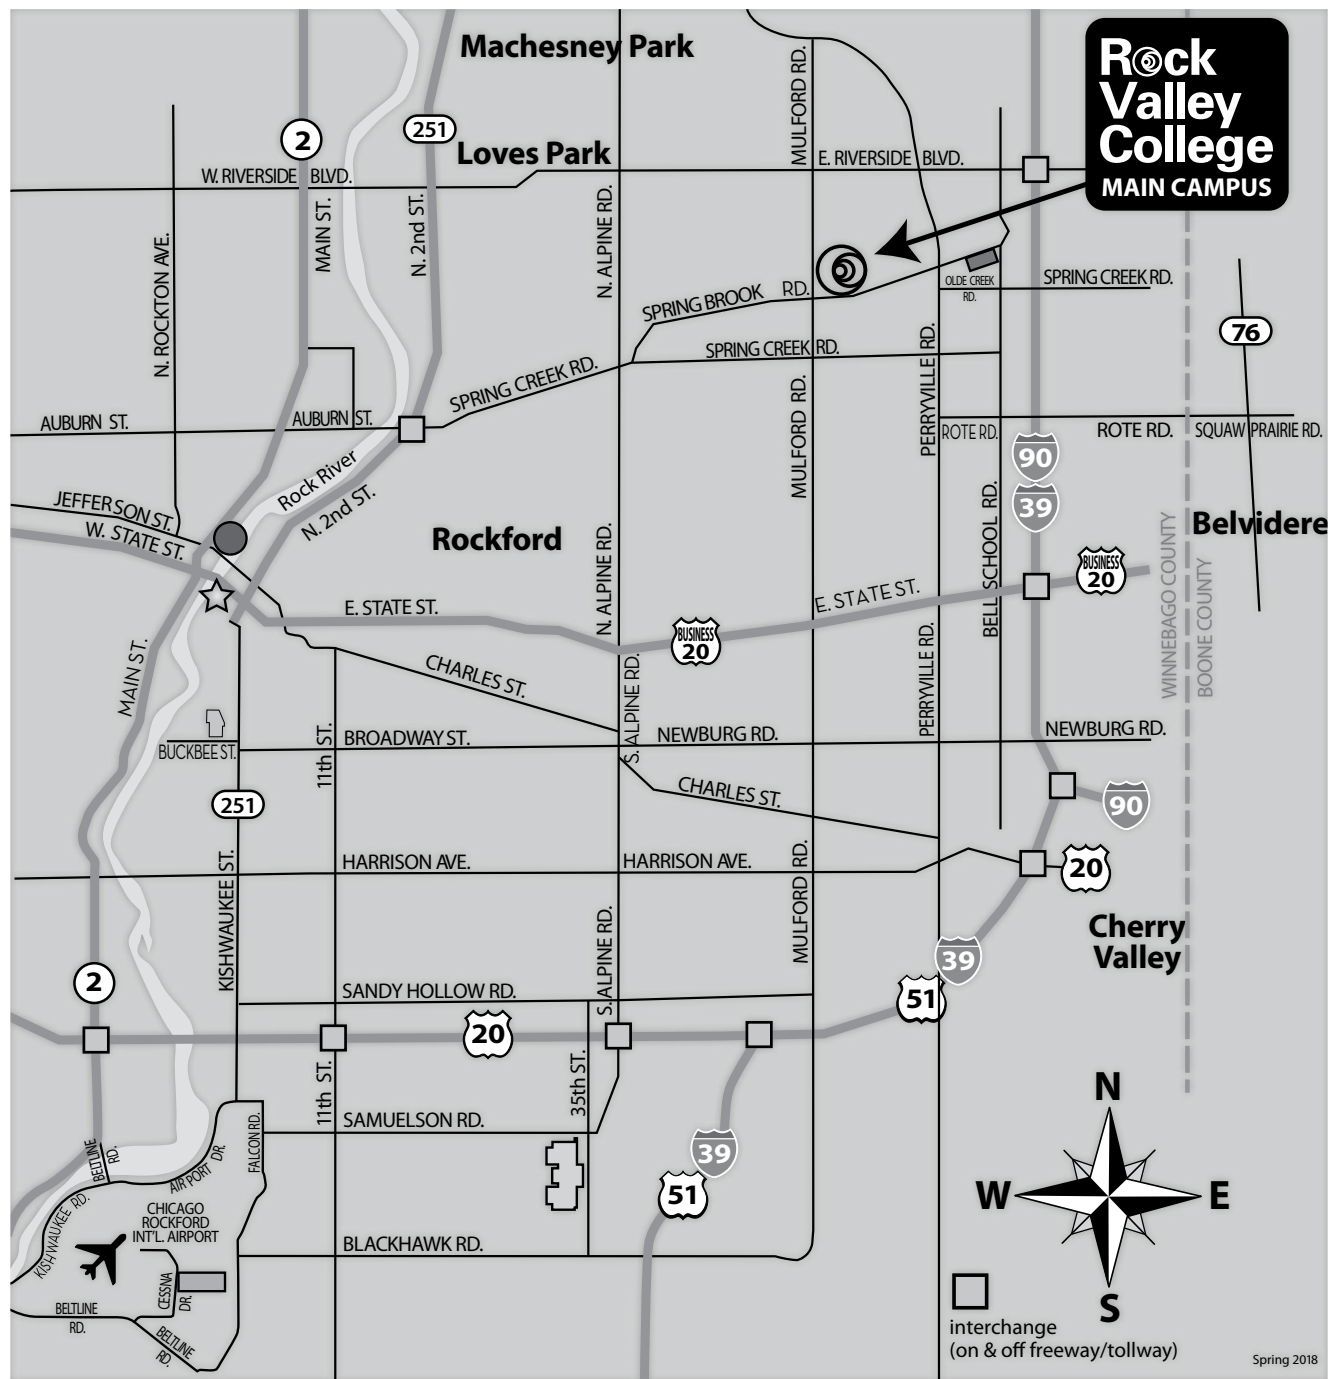 Machesney Park
Rock
Valley
College
MAIN CAMPUS
2
251
Loves Park
MULFORD RD.
E. RIVERSIDE BLVD.
W. RIVERSIDE BLVD.
MAIN ST.
N. 2nd ST.
N. ALPINE RD.
N. ROCKTON AVE.
SPRING BROOK RD.
OLDE CREEK
RD.
SPRING CREEK RD.
76
SPRING CREEK RD.
SPRING CREEK RD.
PERRYVILLE RD.
MULFORD RD.
AUBURN ST.
AUBURN ST.
ROTE RD.
ROTE RD.
SQUAW PRAIRIE RD.
90
39
Rock River
N. 2nd ST.
JEFFERSON ST.
W. STATE ST.
Rockford
N. ALPINE RD.
BELL SCHOOL RD.
Belvidere
WINNEBAGO COUNTY
BOONE COUNTY
BUSINESS
20
E. STATE ST.
E. STATE ST.
BUSINESS
20
MAIN ST.
CHARLES ST.
S. ALPINE RD.
PERRYVILLE RD.
BUCKBEE ST.
11th ST.
BROADWAY ST.
NEWBURG RD.
NEWBURG RD.
251
CHARLES ST.
90
KISHWAUKEE ST.
HARRISON AVE.
HARRISON AVE.
MULFORD RD.
20
Cherry
Valley
39
51
2
S. ALPINE RD.
SANDY HOLLOW RD.
20
11th ST.
35th ST.
SAMUELSON RD.
FALCON RD.
BELTLINE
RD.
AIRPORT DR.
KISHWAUKEE RD.
CHICAGO
ROCKFORD
INT'L. AIRPORT
39
51
BLACKHAWK RD.
CESSNA
DR.
BELTLINE
RD.
BELTLINE
RD.
N
W
E
S
interchange
(on & off freeway/tollway)
Spring 2018